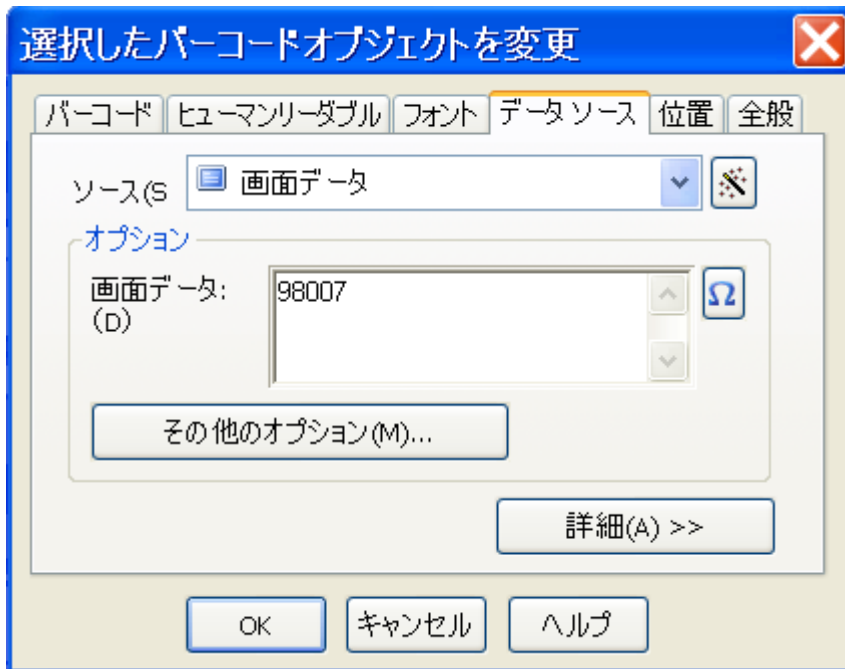 選択したバーコードオブジェクトを変更
バーコード ヒューマンリーダブル フォント データ ソース 位置 全般
ソース(S 画面データ
オプション
画面データ: 98007
(D)
Ω
その他のオプション(M)...
詳細(A) >>
OK キャンセル ヘルプ